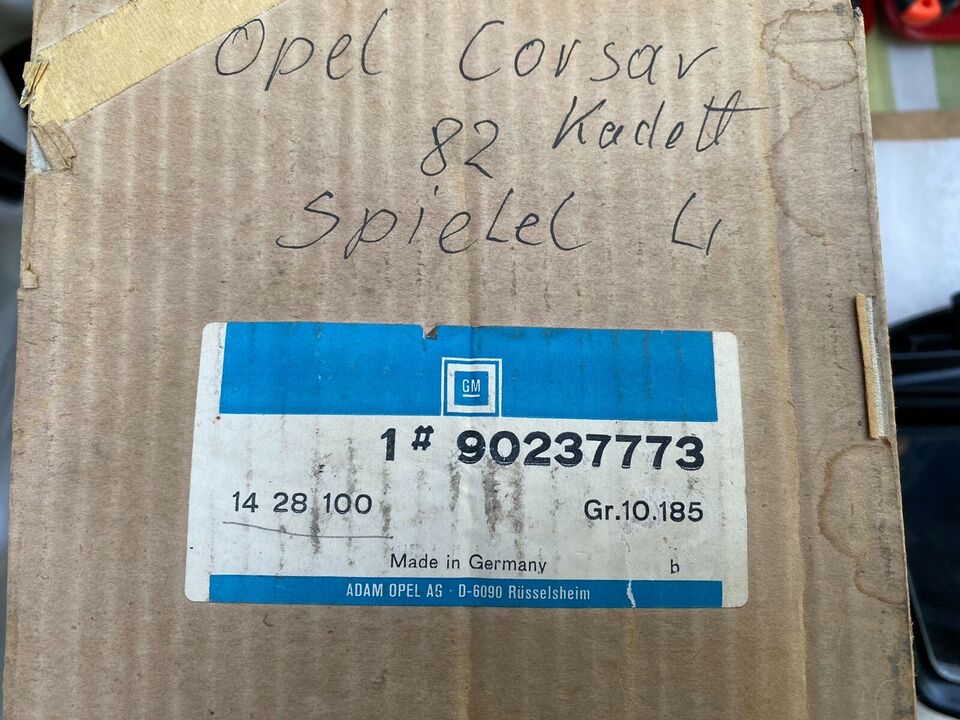 Opel Corsar
82 Kadett
Spielel Li
GM
1# 90237773
14 28 100 Gr.10.185
Made in Germany b
ADAM OPEL AG · D-6090 Rüsselsheim